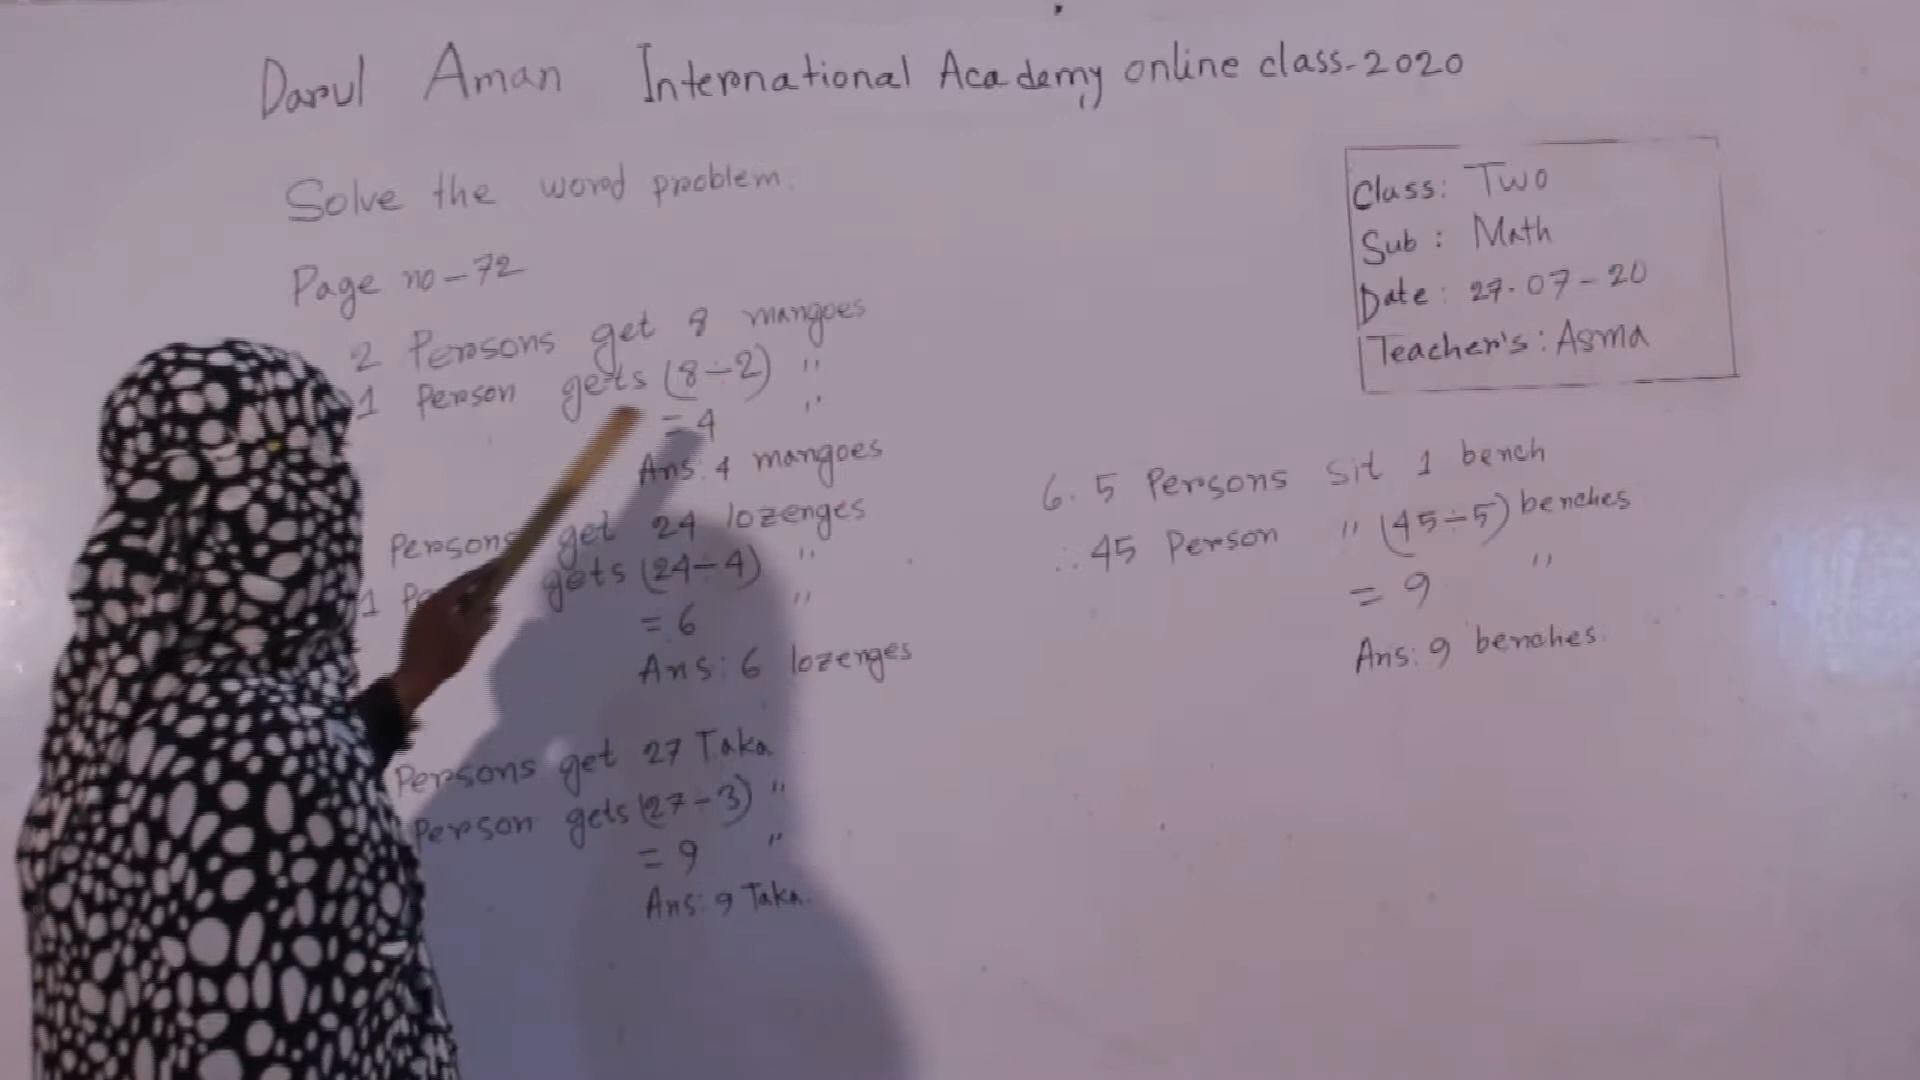 Darul Aman International Academy online class-2020
Solve the word problem.
Page no-72
2 Persons get 8 mangoes
1 Person gets (8÷2) "
= 4 "
Ans: 4 mangoes
Persons get 24 lozenges
1 gets (24÷4) "
= 6 "
Ans: 6 lozenges
Persons get 27 Taka
Person gets (27÷3) "
= 9 "
Ans: 9 Taka.
Class: Two
Sub: Math
Date: 27-07-20
Teacher's: Asma
6. 5 Persons sit 1 bench
∴ 45 Person " (45÷5) benches
= 9 "
Ans: 9 benches.